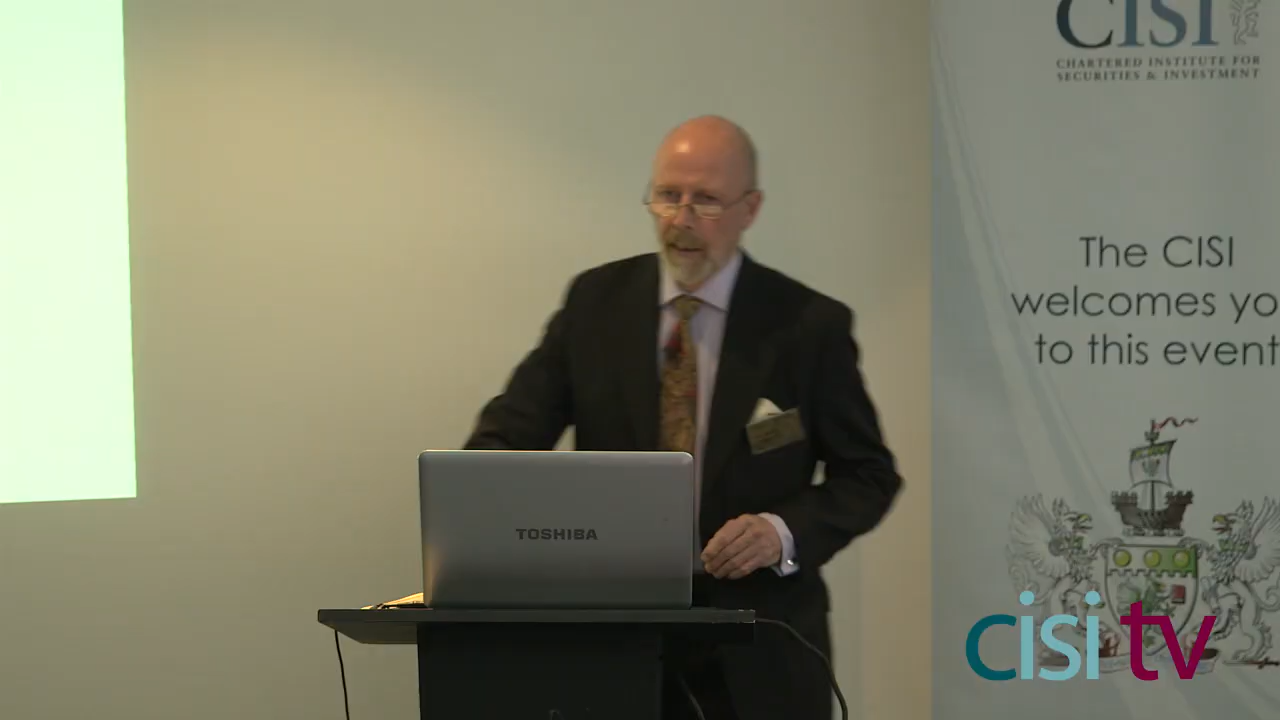 CISI
CHARTERED INSTITUTE FOR
SECURITIES & INVESTMENT
The CISI
welcomes yo
to this event
TOSHIBA
cisi tv